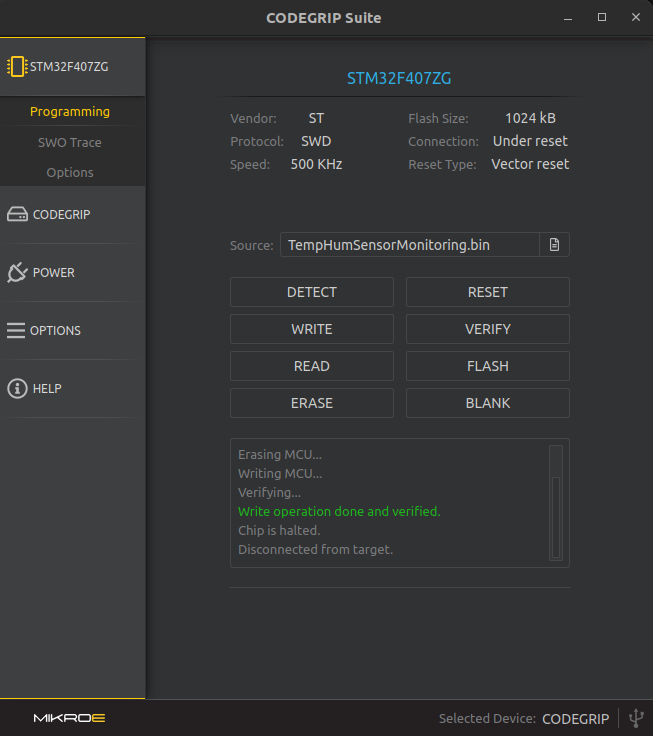 CODEGRIP Suite
STM32F407ZG
Programming
SWO Trace
Options
CODEGRIP
POWER
OPTIONS
HELP
STM32F407ZG
Vendor: ST Flash Size: 1024 kB
Protocol: SWD Connection: Under reset
Speed: 500 KHz Reset Type: Vector reset
Source: TempHumSensorMonitoring.bin
DETECT RESET
WRITE VERIFY
READ FLASH
ERASE BLANK
Erasing MCU...
Writing MCU...
Verifying...
Write operation done and verified.
Chip is halted.
Disconnected from target.
MIKROE
Selected Device: CODEGRIP